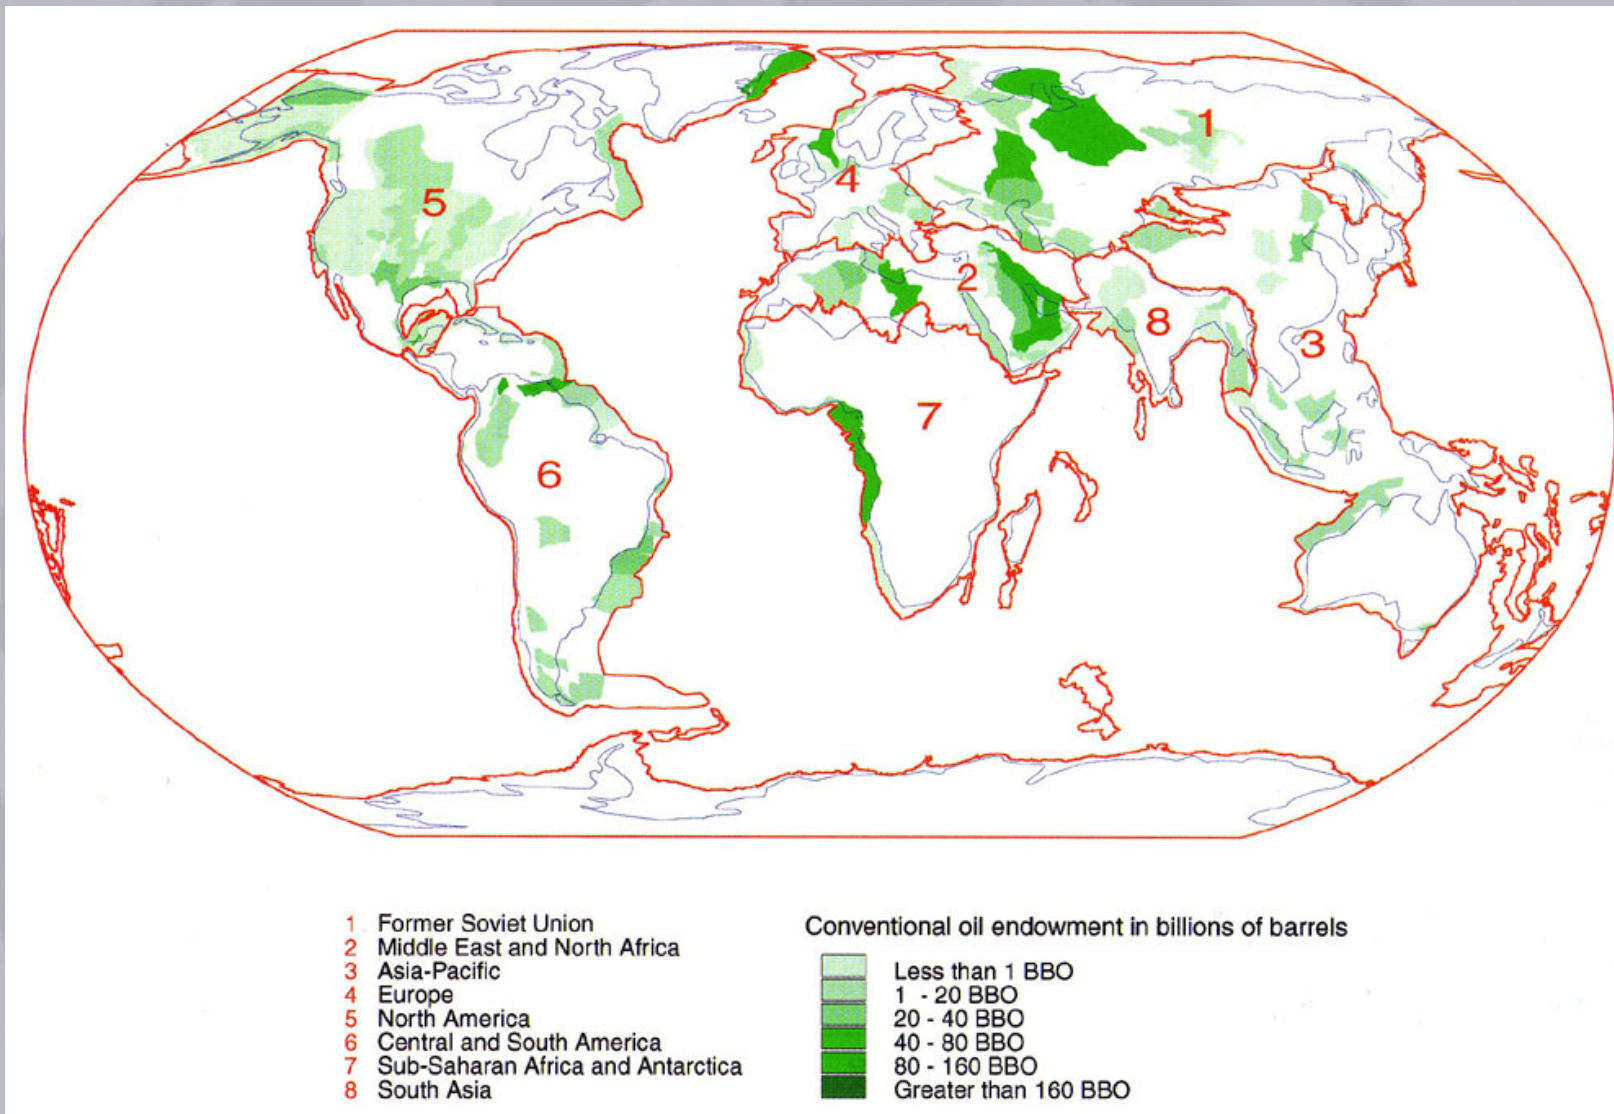 1
5
4
2
8
3
7
6
1 Former Soviet Union
2 Middle East and North Africa
3 Asia-Pacific
4 Europe
5 North America
6 Central and South America
7 Sub-Saharan Africa and Antarctica
8 South Asia
Conventional oil endowment in billions of barrels
Less than 1 BBO
1 - 20 BBO
20 - 40 BBO
40 - 80 BBO
80 - 160 BBO
Greater than 160 BBO